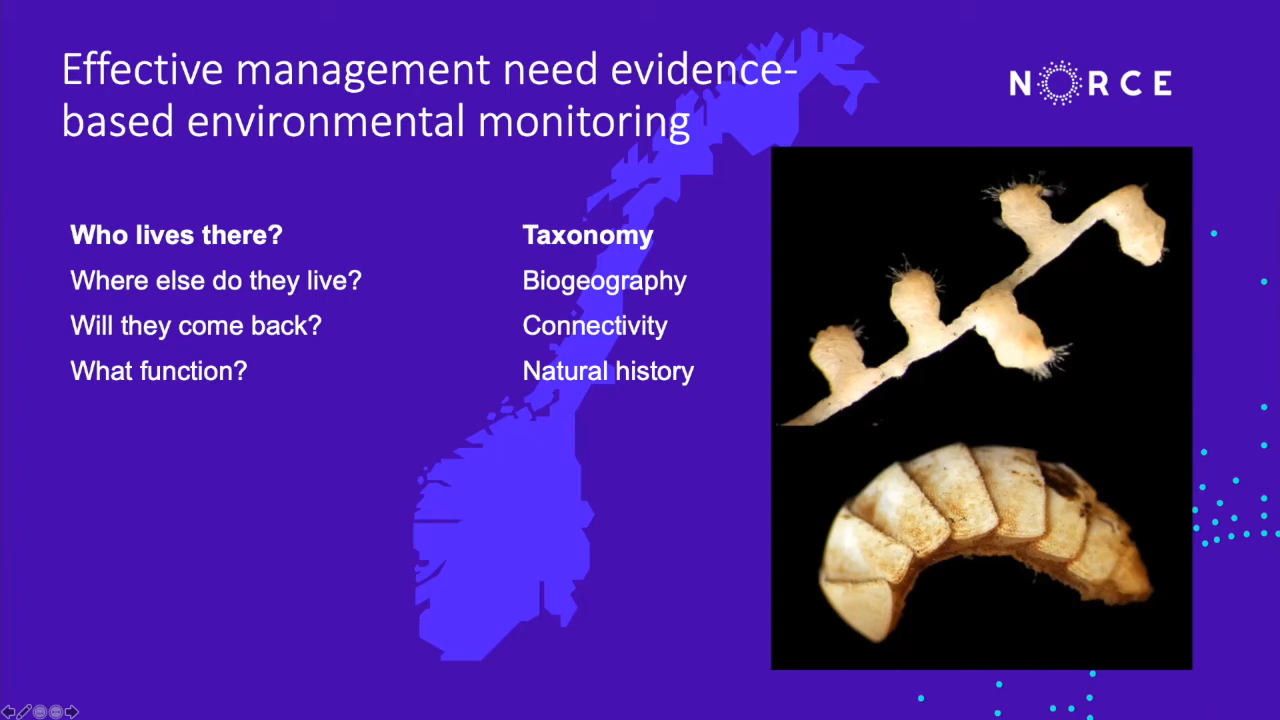 Effective management need evidence-
based environmental monitoring
NORCE
Who lives there? Taxonomy
Where else do they live? Biogeography
Will they come back? Connectivity
What function? Natural history